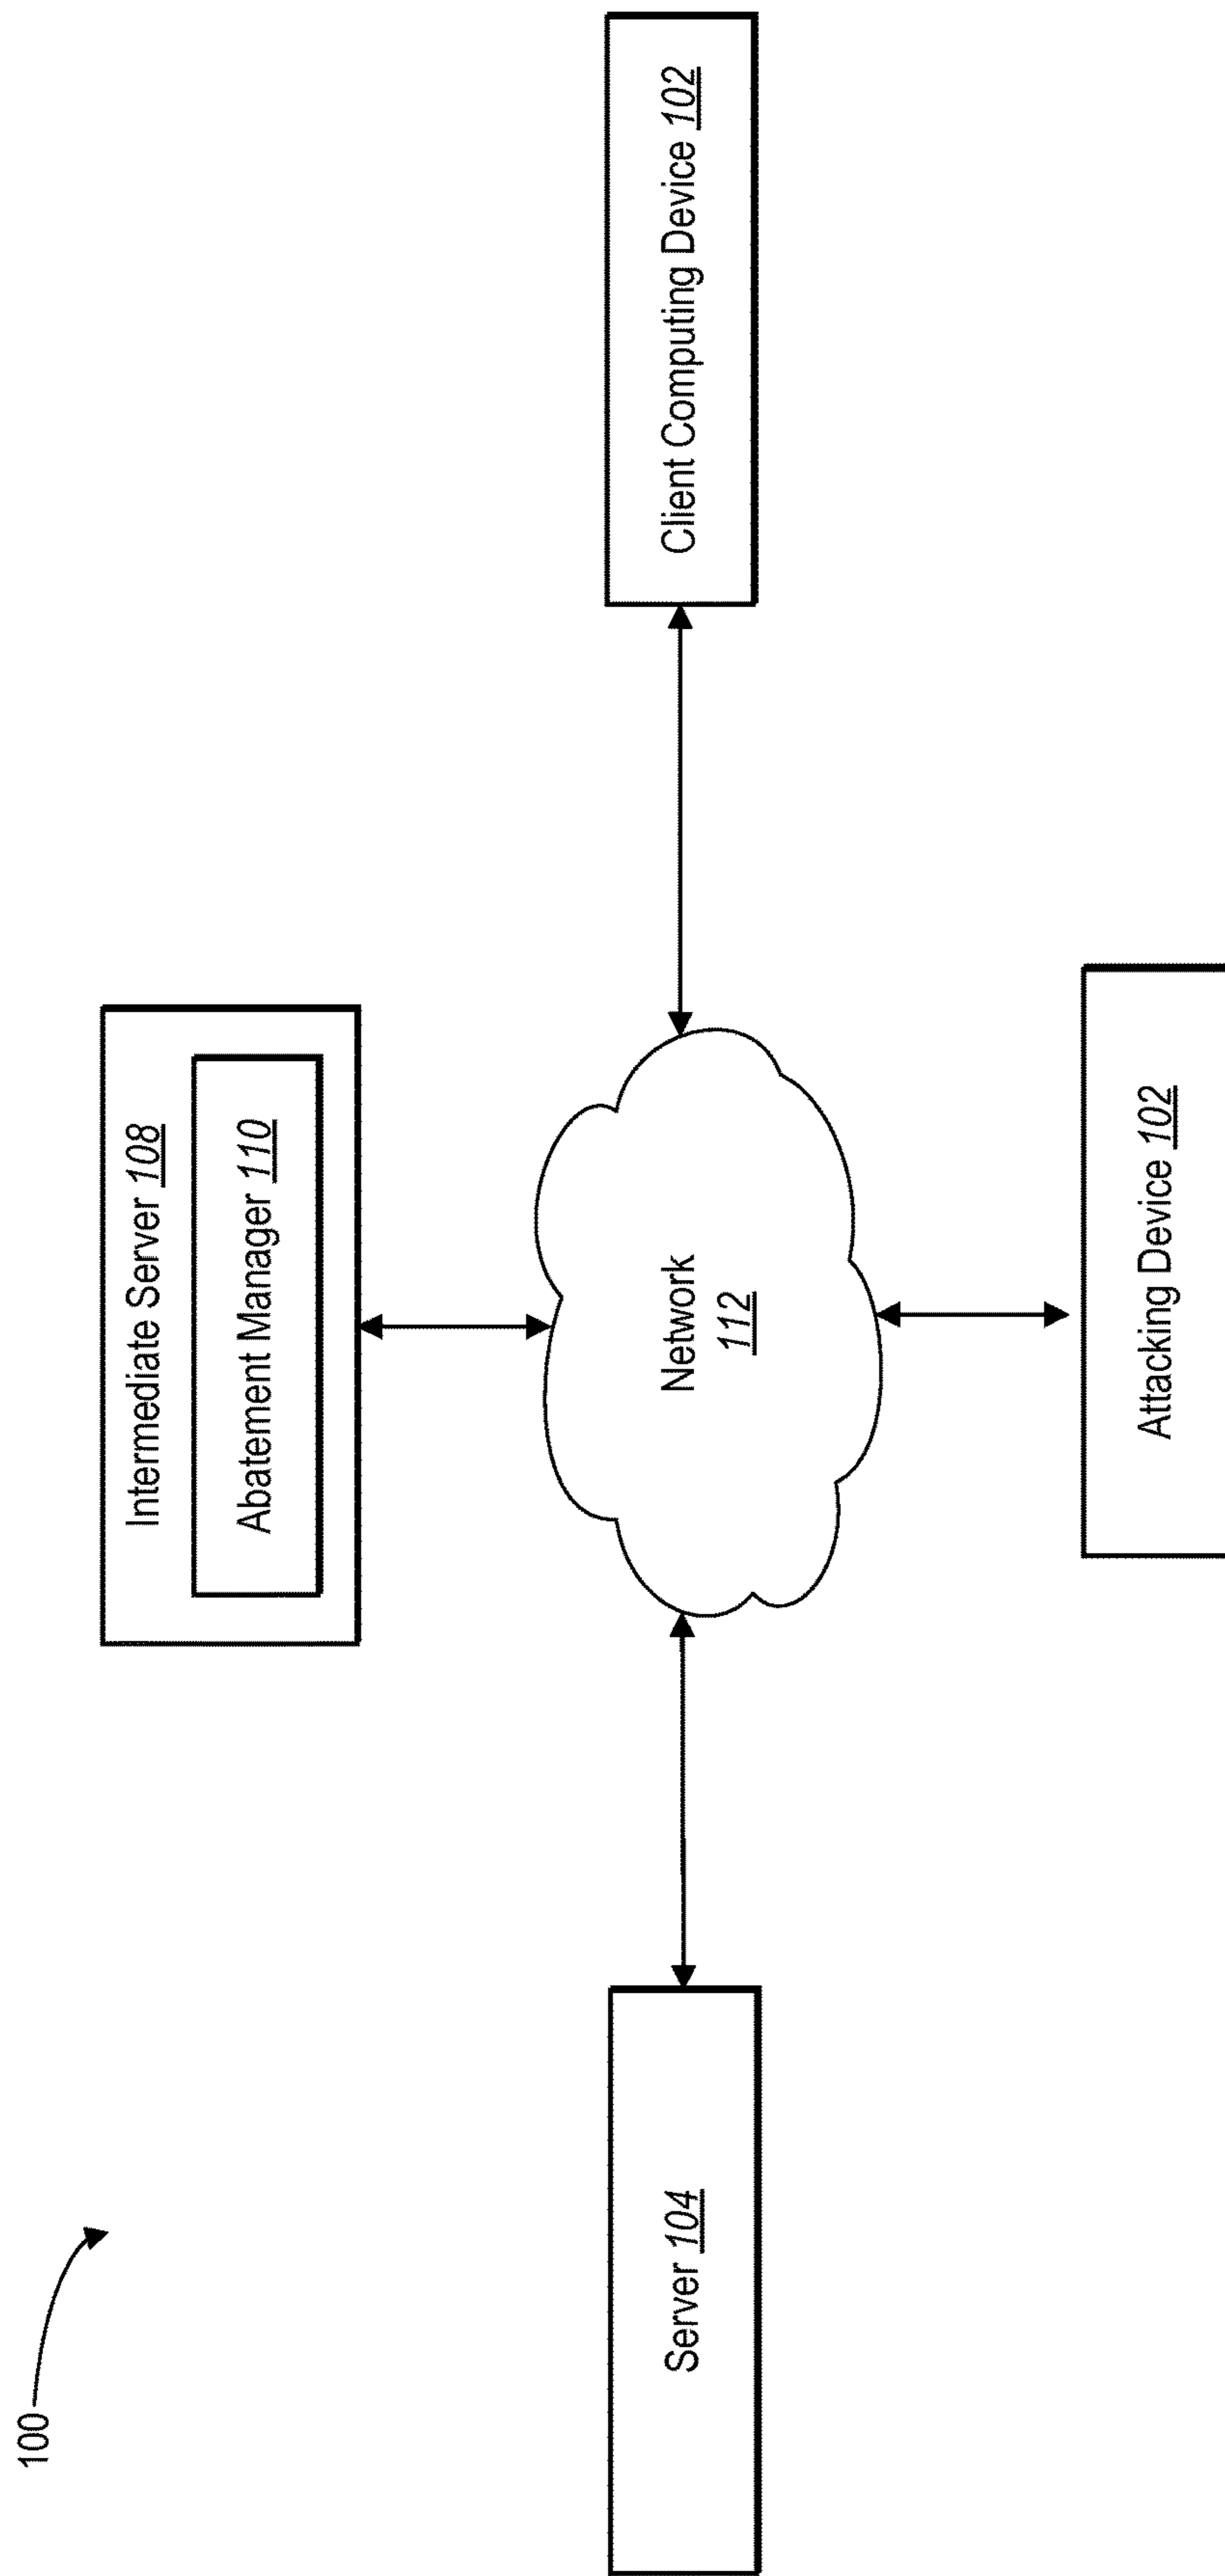 100
Intermediate Server 108
Abatement Manager 110
Server 104
Network
112
Client Computing Device 102
Attacking Device 102